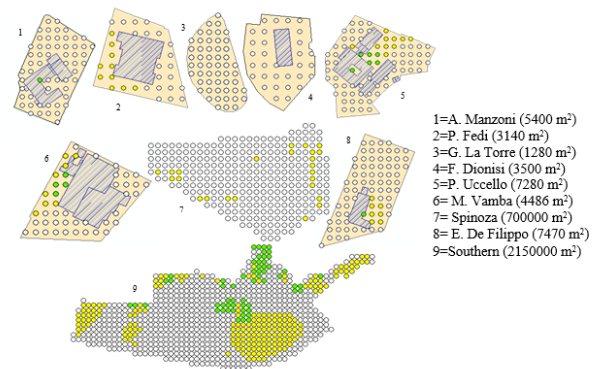 1
2
3
4
5
6
7
8
9
1=A. Manzoni (5400 m²)
2=P. Fedi (3140 m²)
3=G. La Torre (1280 m²)
4=F. Dionisi (3500 m²)
5=P. Uccello (7280 m²)
6= M. Vamba (4486 m²)
7= Spinoza (700000 m²)
8= E. De Filippo (7470 m²)
9=Southern (2150000 m²)